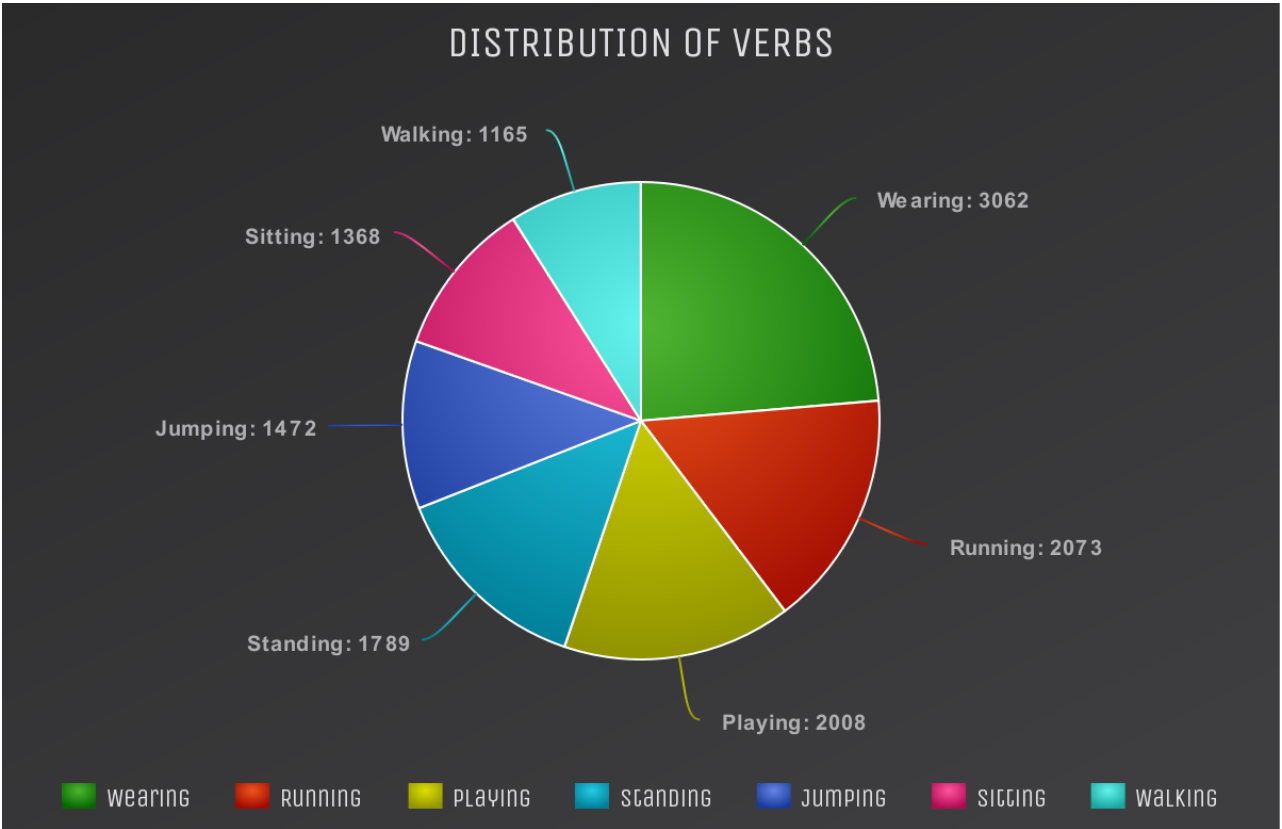 DISTRIBUTION OF VERBS
Walking: 1165
Wearing: 3062
Sitting: 1368
Jumping: 1472
Running: 2073
Standing: 1789
Playing: 2008
Wearing Running Playing Standing Jumping Sitting Walking